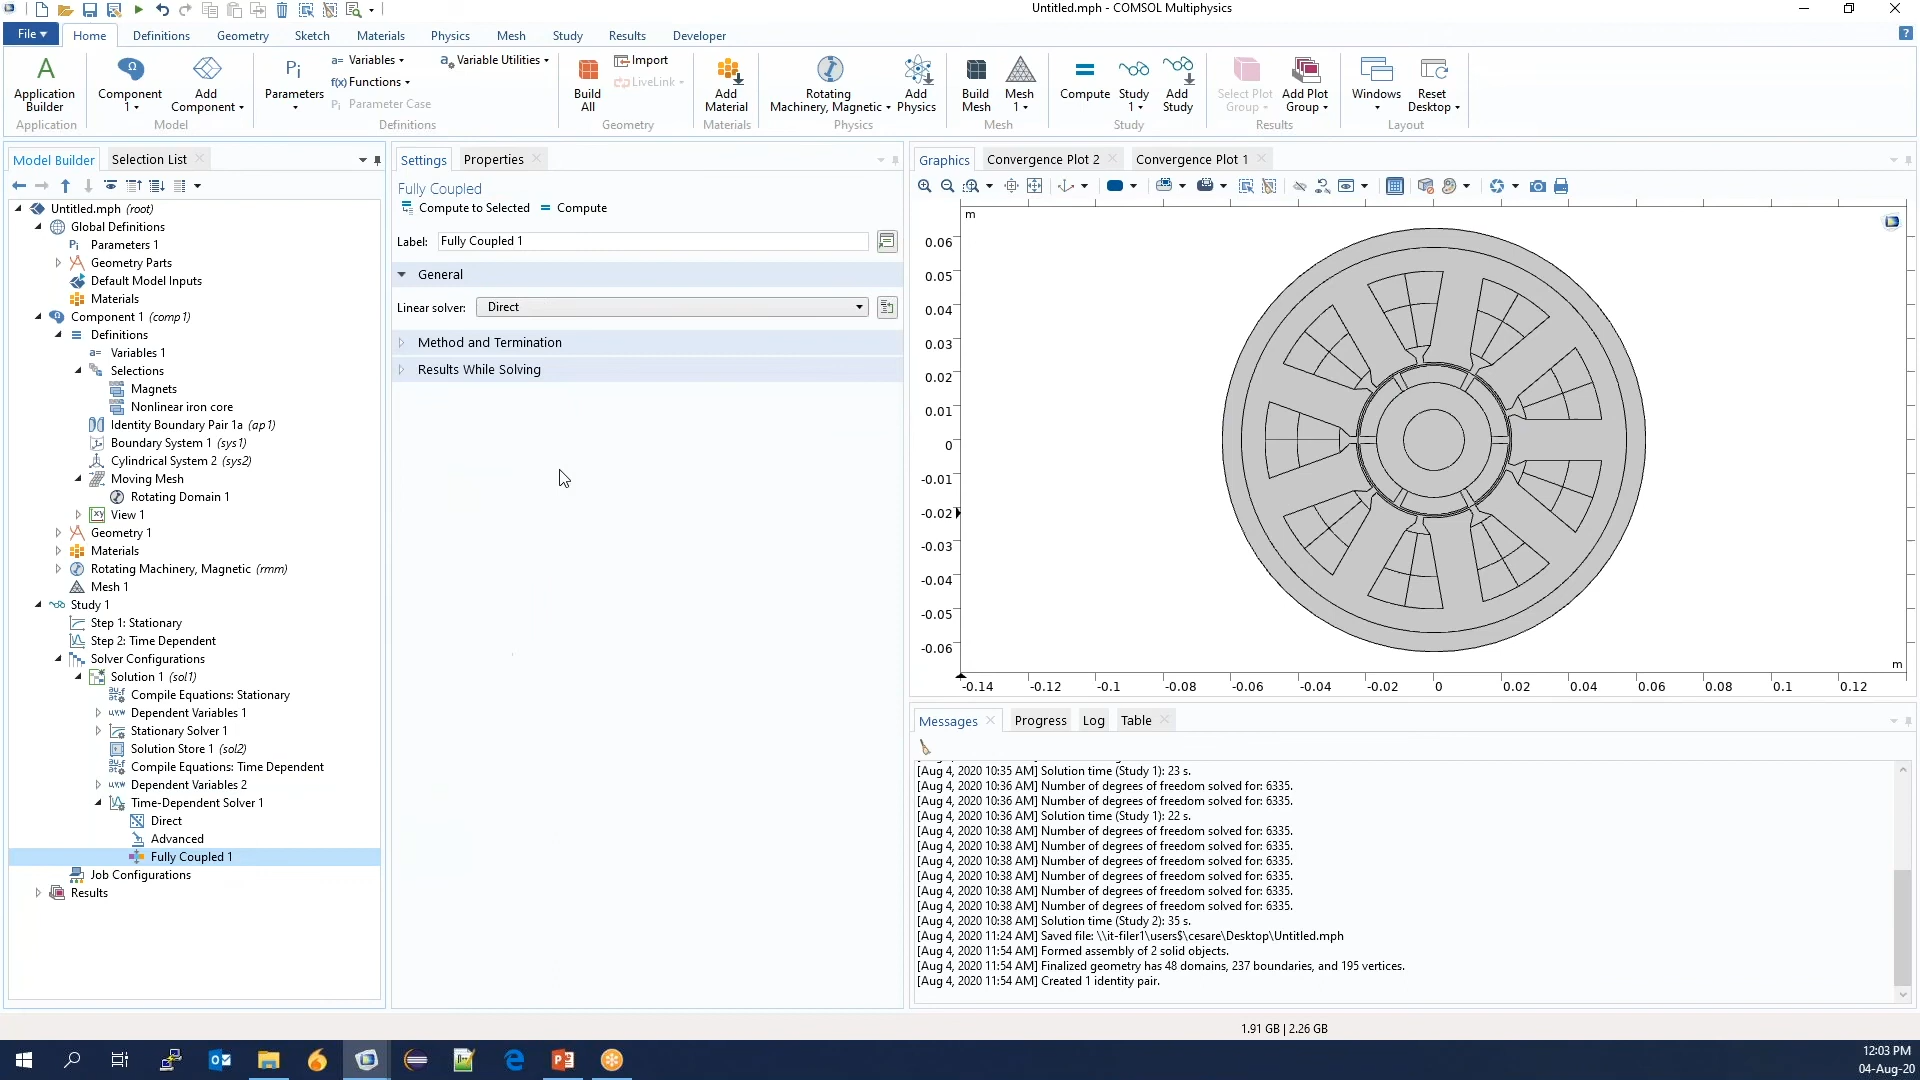 Untitled.mph - COMSOL Multiphysics
File
Home
Definitions
Geometry
Sketch
Materials
Physics
Mesh
Study
Results
Developer
Application Builder
Application
Component 1
Add Component
Model
Pi
Parameters
a= Variables
f(x) Functions
Pi Parameter Case
a= Variable Utilities
Definitions
Build All
Import
LiveLink
Geometry
Add Material
Materials
Rotating Machinery, Magnetic
Add Physics
Physics
Build Mesh
Mesh 1
Mesh
Compute
Study 1
Add Study
Study
Select Plot Group
Add Plot Group
Results
Windows
Reset Desktop
Layout
Model Builder
Selection List
Untitled.mph (root)
Global Definitions
Pi Parameters 1
Geometry Parts
Default Model Inputs
Materials
Component 1 (comp1)
Definitions
a= Variables 1
Selections
Magnets
Nonlinear iron core
Identity Boundary Pair 1a (ap1)
Boundary System 1 (sys1)
Cylindrical System 2 (sys2)
Moving Mesh
Rotating Domain 1
View 1
Geometry 1
Materials
Rotating Machinery, Magnetic (rmm)
Mesh 1
Study 1
Step 1: Stationary
Step 2: Time Dependent
Solver Configurations
Solution 1 (sol1)
Compile Equations: Stationary
Dependent Variables 1
Stationary Solver 1
Solution Store 1 (sol2)
Compile Equations: Time Dependent
Dependent Variables 2
Time-Dependent Solver 1
Direct
Advanced
Fully Coupled 1
Job Configurations
Results
Settings
Properties
Fully Coupled
Compute to Selected
Compute
Label: Fully Coupled 1
General
Linear solver: Direct
Method and Termination
Results While Solving
Graphics
Convergence Plot 2
Convergence Plot 1
m
0.06
0.05
0.04
0.03
0.02
0.01
0
-0.01
-0.02
-0.03
-0.04
-0.05
-0.06
m
-0.14 -0.12 -0.1 -0.08 -0.06 -0.04 -0.02 0 0.02 0.04 0.06 0.08 0.1 0.12
Messages
Progress
Log
Table
[Aug 4, 2020 10:35 AM] Solution time (Study 1): 23 s.
[Aug 4, 2020 10:36 AM] Number of degrees of freedom solved for: 6335.
[Aug 4, 2020 10:36 AM] Number of degrees of freedom solved for: 6335.
[Aug 4, 2020 10:36 AM] Solution time (Study 1): 22 s.
[Aug 4, 2020 10:38 AM] Number of degrees of freedom solved for: 6335.
[Aug 4, 2020 10:38 AM] Number of degrees of freedom solved for: 6335.
[Aug 4, 2020 10:38 AM] Number of degrees of freedom solved for: 6335.
[Aug 4, 2020 10:38 AM] Number of degrees of freedom solved for: 6335.
[Aug 4, 2020 10:38 AM] Number of degrees of freedom solved for: 6335.
[Aug 4, 2020 10:38 AM] Number of degrees of freedom solved for: 6335.
[Aug 4, 2020 10:38 AM] Solution time (Study 2): 35 s.
[Aug 4, 2020 11:24 AM] Saved file: \\it-filer1\users$\cesare\Desktop\Untitled.mph
[Aug 4, 2020 11:54 AM] Formed assembly of 2 solid objects.
[Aug 4, 2020 11:54 AM] Finalized geometry has 48 domains, 237 boundaries, and 195 vertices.
[Aug 4, 2020 11:54 AM] Created 1 identity pair.
1.91 GB | 2.26 GB
12:03 PM
04-Aug-20